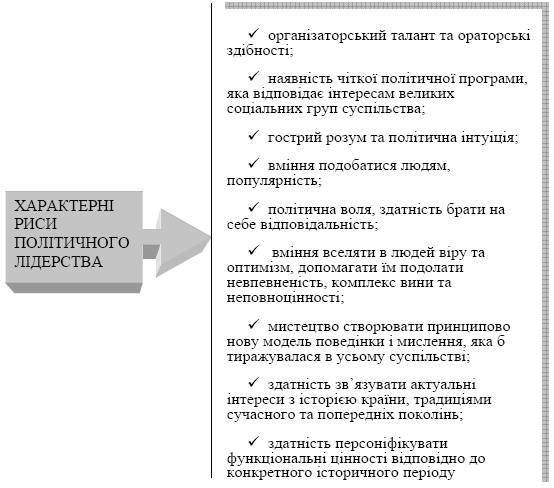 ХАРАКТЕРНІ
РИСИ
ПОЛІТИЧНОГО
ЛІДЕРСТВА
✓ організаторський талант та ораторські
здібності;
✓ наявність чіткої політичної програми,
яка відповідає інтересам великих
соціальних груп суспільства;
✓ гострий розум та політична інтуіція;
✓ вміння подобатися людям,
популярність;
✓ політична воля, здатність брати на
себе відповідальність;
✓ вміння вселяти в людей віру та
оптимізм, допомагати їм подолати
невпевненість, комплекс вини та
неповноцінності;
✓ мистецтво створювати принципово
нову модель поведінки і мислення, яка б
тиражувалася в усьому суспільстві;
✓ здатність зв’язувати актуальні
інтереси з історією країни, традиціями
сучасного та попередніх поколінь;
✓ здатність персоніфікувати
функціональні цінності відповідно до
конкретного історичного періоду